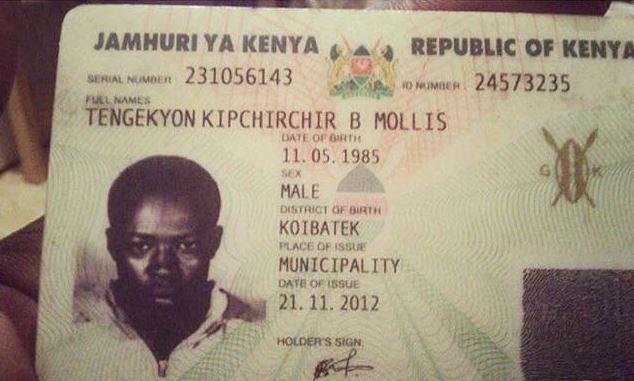 JAMHURI YA KENYA REPUBLIC OF KENYA
SERIAL NUMBER 231056143 ID NUMBER: 24573235
FULL NAMES
TENGEKYON KIPCHIRCHIR B MOLLIS
DATE OF BIRTH
11.05.1985
SEX
MALE
G K
DISTRICT OF BIRTH
KOIBATEK
PLACE OF ISSUE
MUNICIPALITY
DATE OF ISSUE
21.11.2012
HOLDER'S SIGN.